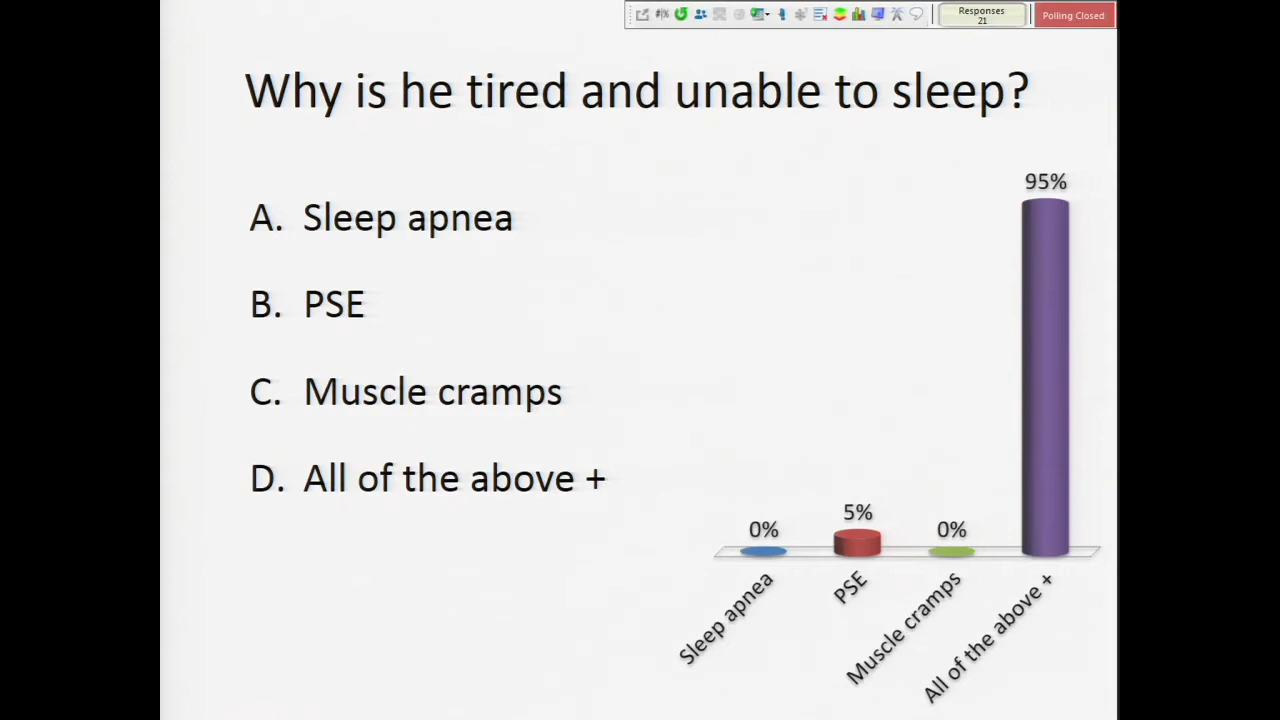 Responses
21
Polling Closed
Why is he tired and unable to sleep?
A. Sleep apnea
B. PSE
C. Muscle cramps
D. All of the above +
0%
5%
0%
95%
Sleep apnea
PSE
Muscle cramps
All of the above +